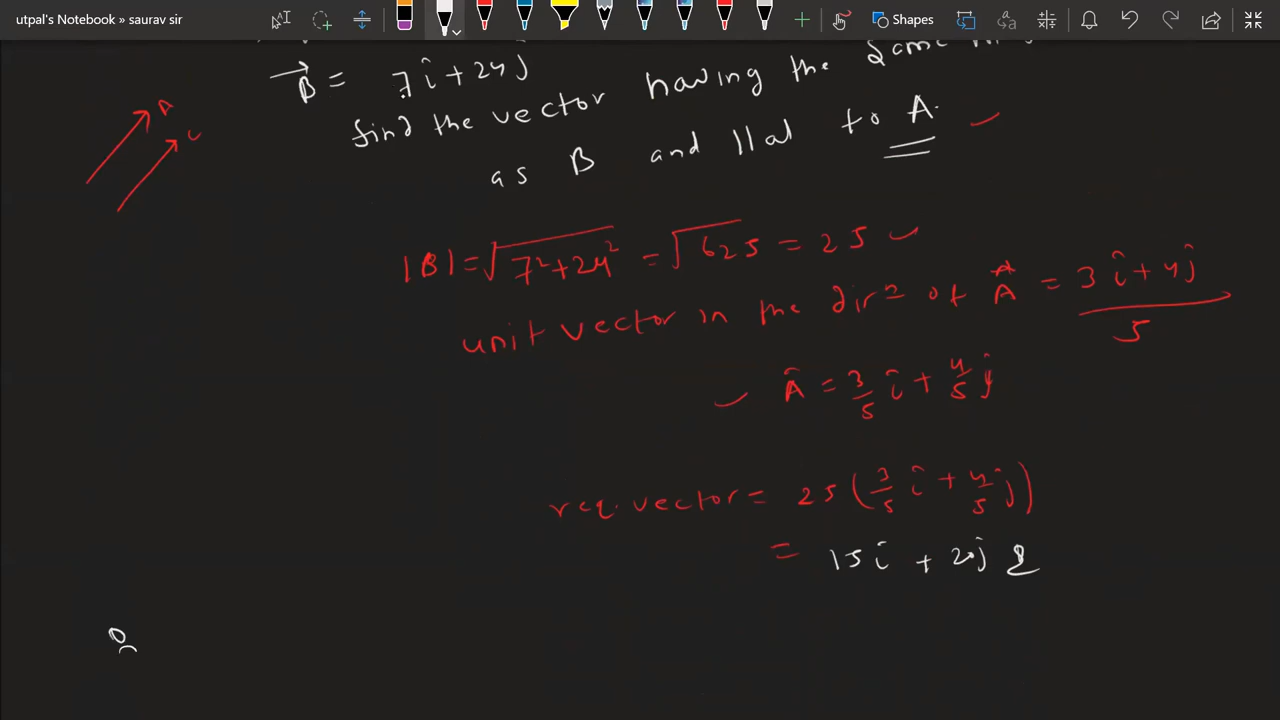 utpal's Notebook » saurav sir
Shapes
B = 7i + 24j
find the vector having the same
as B and llal to A.
A
|B| = √7²+24² = √625 = 25
unit vector in the dirⁿ of A = 3i + 4j / 5
Â = 3/5 i + 4/5 j
req. vector = 25 (3/5 i + 4/5 j)
= 15i + 20j